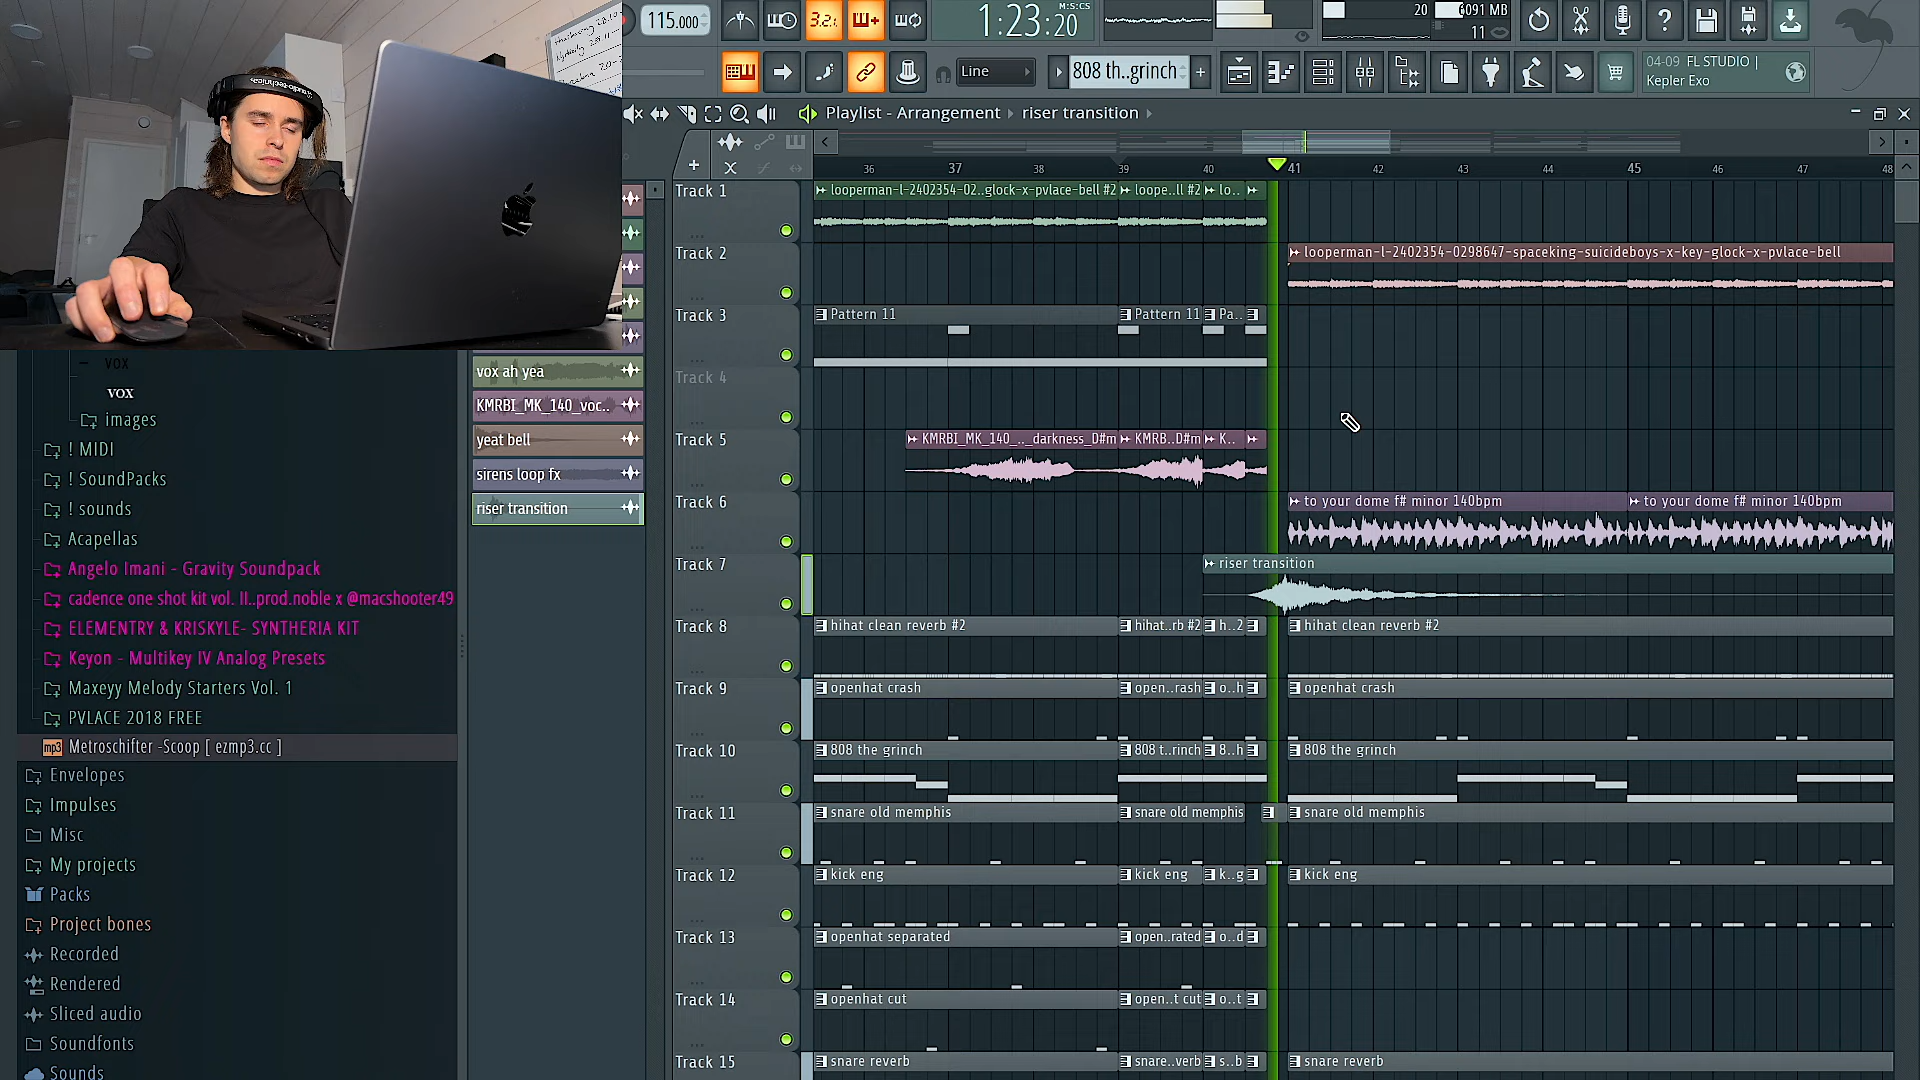 115.000
3.2.
1:23:20
M:S:CS
20
6091 MB
11
Line
808 th..grinch
04-09 FL STUDIO |
Kepler Exo
Playlist - Arrangement › riser transition ›
36 37 38 39 40 41 42 43 44 45 46 47 48
Track 1
looperman-l-2402354-02..glock-x-pvlace-bell #2
loope..ll #2
lo..
Track 2
looperman-l-2402354-0298647-spaceking-suicideboys-x-key-glock-x-pvlace-bell
Track 3
Pattern 11
Pattern 11
Pa..
Track 4
Track 5
KMRBI_MK_140_.._darkness_D#m
KMRB..D#m
K..
Track 6
to your dome f# minor 140bpm
to your dome f# minor 140bpm
Track 7
riser transition
Track 8
hihat clean reverb #2
hihat..rb #2
h..2
hihat clean reverb #2
Track 9
openhat crash
open..rash
o..h
openhat crash
Track 10
808 the grinch
808 t..rinch
8..h
808 the grinch
Track 11
snare old memphis
snare old memphis
snare old memphis
Track 12
kick eng
kick eng
k..g
kick eng
Track 13
openhat separated
open..rated
o..d
Track 14
openhat cut
open..t cut
o..t
Track 15
snare reverb
snare..verb
s..b
snare reverb
vox ah yea
KMRBI_MK_140_voc..
yeat bell
sirens loop fx
riser transition
vox
vox
images
! MIDI
! SoundPacks
! sounds
Acapellas
Angelo Imani - Gravity Soundpack
cadence one shot kit vol. II..prod.noble x @macshooter49
ELEMENTRY & KRISKYLE- SYNTHERIA KIT
Keyon - Multikey IV Analog Presets
Maxeyy Melody Starters Vol. 1
PVLACE 2018 FREE
mp3 Metroschifter -Scoop [ ezmp3.cc ]
Envelopes
Impulses
Misc
My projects
Packs
Project bones
Recorded
Rendered
Sliced audio
Soundfonts
Sounds
audio-technica